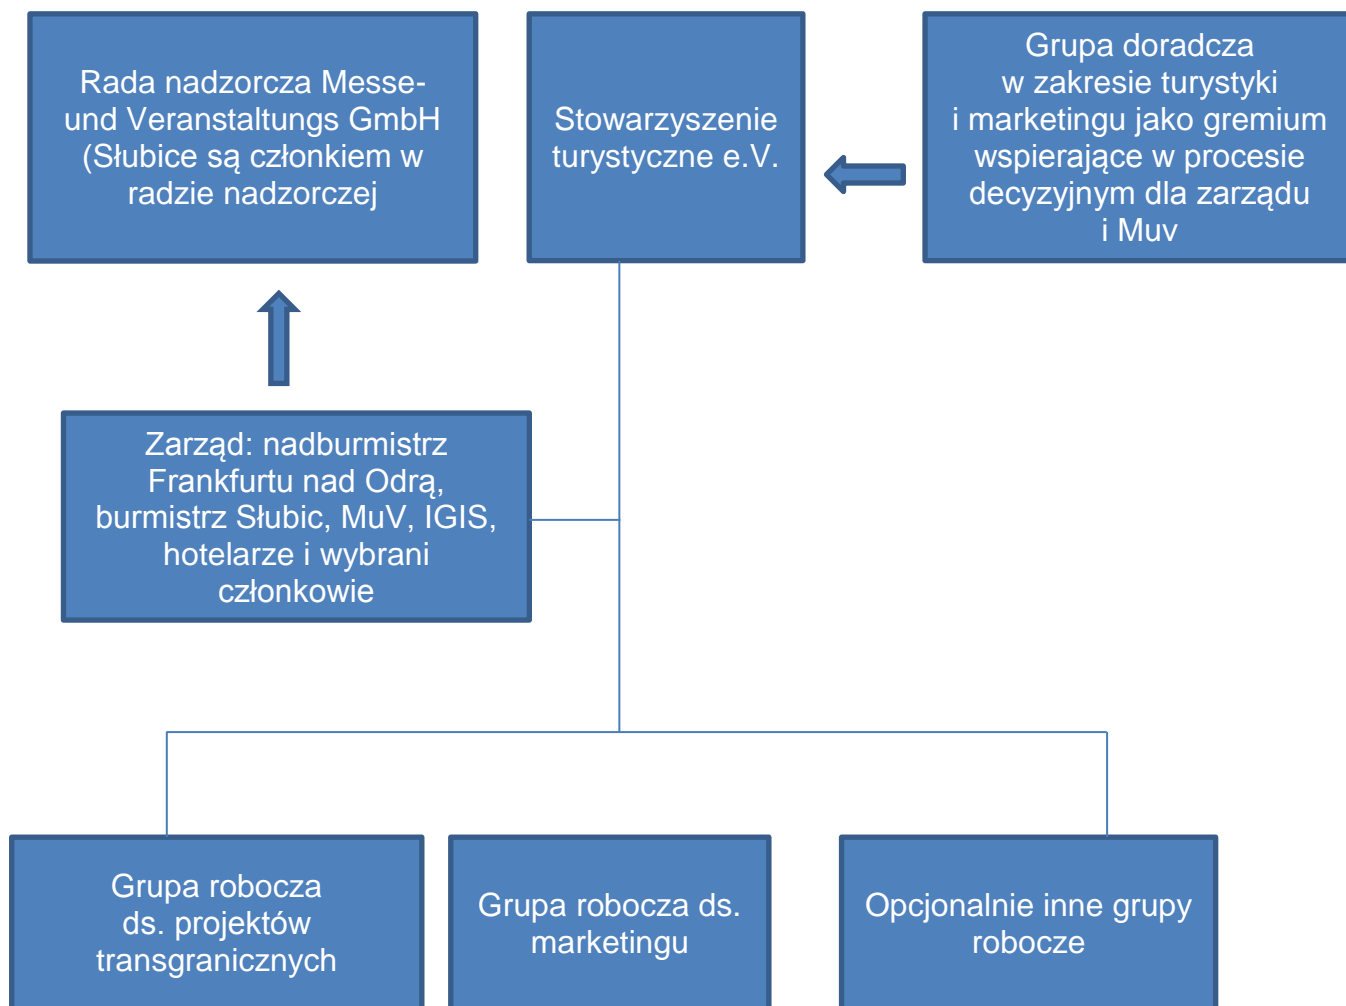 Rada nadzorcza Messe-
und Veranstaltungs GmbH
(Słubice są członkiem w
radzie nadzorczej
Stowarzyszenie
turystyczne e.V.
Grupa doradcza
w zakresie turystyki
i marketingu jako gremium
wspierające w procesie
decyzyjnym dla zarządu
i Muv
Zarząd: nadburmistrz
Frankfurtu nad Odrą,
burmistrz Słubic, MuV, IGIS,
hotelarze i wybrani
członkowie
Grupa robocza
ds. projektów
transgranicznych
Grupa robocza ds.
marketingu
Opcjonalnie inne grupy
robocze